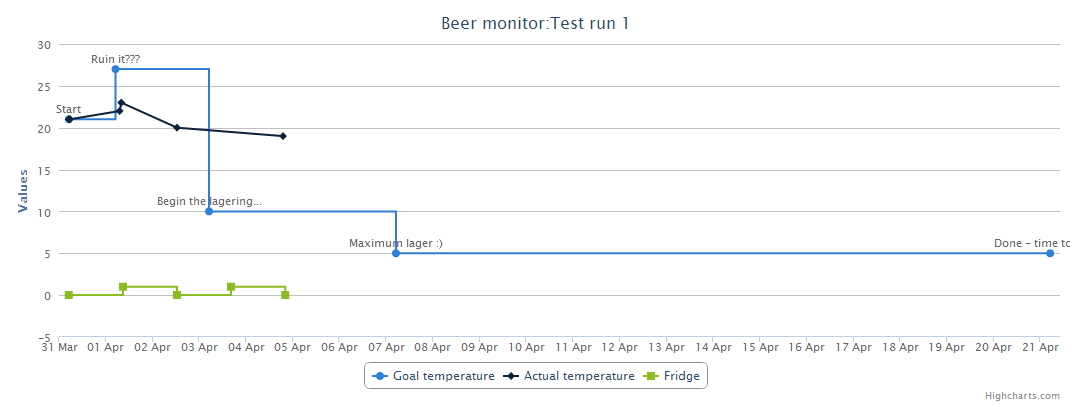 Beer monitor:Test run 1
Values
30
25
20
15
10
5
0
-5
Ruin it???
Start
Begin the lagering...
Maximum lager :)
Done - time to
31 Mar 01 Apr 02 Apr 03 Apr 04 Apr 05 Apr 06 Apr 07 Apr 08 Apr 09 Apr 10 Apr 11 Apr 12 Apr 13 Apr 14 Apr 15 Apr 16 Apr 17 Apr 18 Apr 19 Apr 20 Apr 21 Apr
Goal temperature Actual temperature Fridge
Highcharts.com